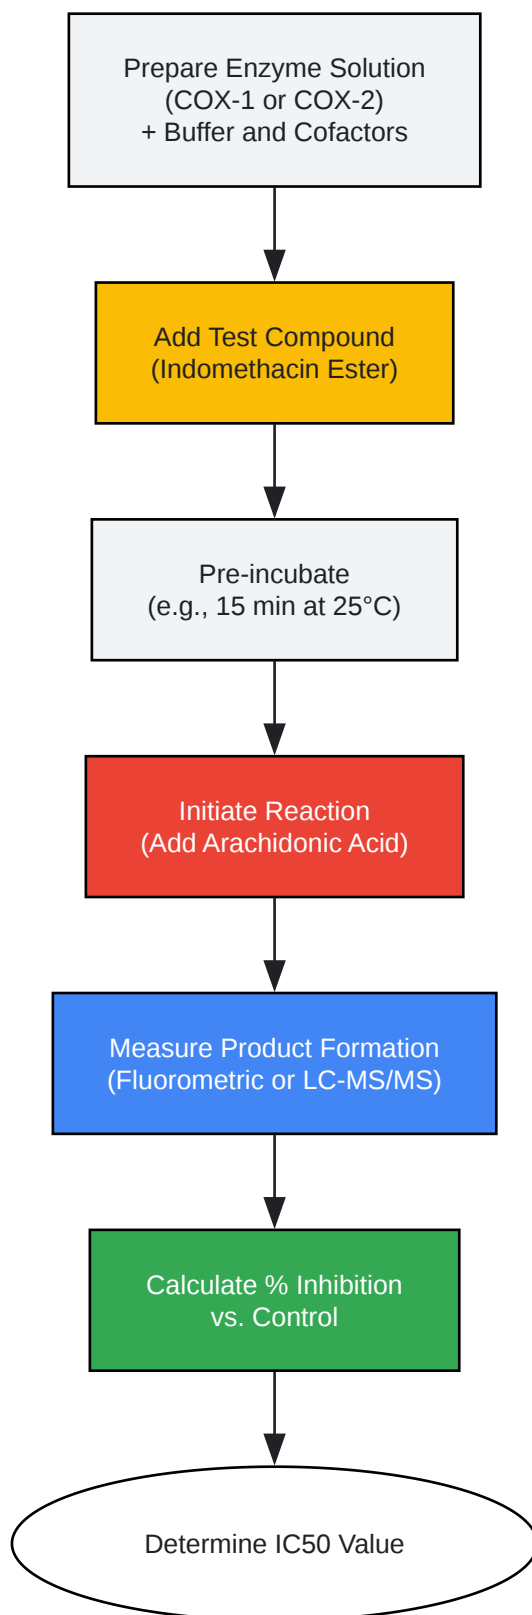 Prepare Enzyme Solution
(COX-1 or COX-2)
+ Buffer and Cofactors
Add Test Compound
(Indomethacin Ester)
Pre-incubate
(e.g., 15 min at 25°C)
Initiate Reaction
(Add Arachidonic Acid)
Measure Product Formation
(Fluorometric or LC-MS/MS)
Calculate % Inhibition
vs. Control
Determine IC50 Value